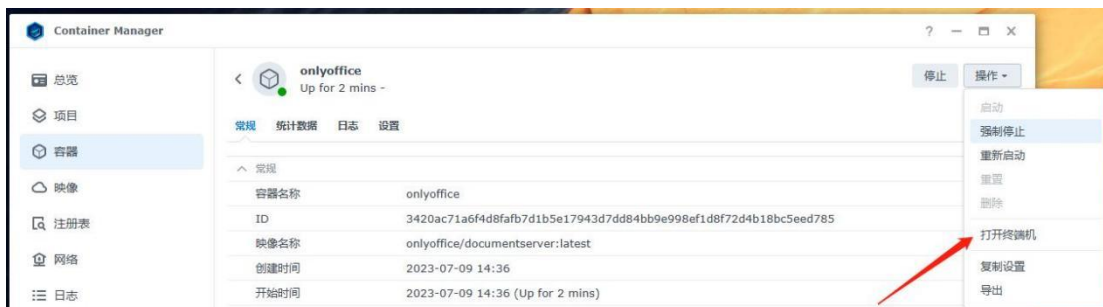 Container Manager
?
总览
项目
容器
映像
注册表
网络
日志
onlyoffice
Up for 2 mins -
停止
操作
常规 统计数据 日志 设置
常规
容器名称 onlyoffice
ID 3420ac71a6f4d8fafb7d1b5e17943d7dd84bb9e998ef1d8f72d4b18bc5eed785
映像名称 onlyoffice/documentserver:latest
创建时间 2023-07-09 14:36
开始时间 2023-07-09 14:36 (Up for 2 mins)
启动
强制停止
重新启动
重置
删除
打开终端机
复制设置
导出